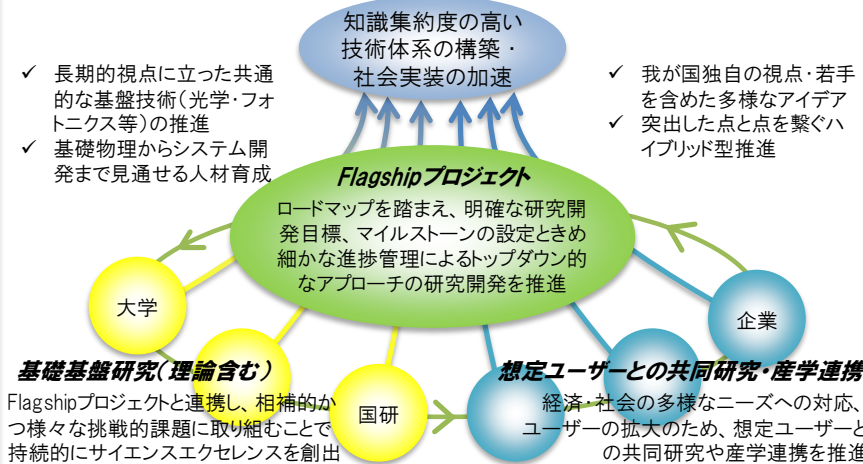 知識集約度の高い
技術体系の構築・
社会実装の加速
✓ 長期的視点に立った共通
的な基盤技術(光学・フォ
トニクス等)の推進
✓ 基礎物理からシステム開
発まで見通せる人材育成
✓ 我が国独自の視点・若手
を含めた多様なアイデア
✓ 突出した点と点を繋ぐハ
イブリッド型推進
Flagshipプロジェクト
ロードマップを踏まえ、明確な研究開
発目標、マイルストーンの設定ときめ
細かな進捗管理によるトップダウン的
なアプローチの研究開発を推進
大学
企業
基礎基盤研究(理論含む)
Flagshipプロジェクトと連携し、相補的か
つ様々な挑戦的課題に取り組むことで
持続的にサイエンスエクセレンスを創出
国研
想定ユーザーとの共同研究・産学連携
経済・社会の多様なニーズへの対応、
ユーザーの拡大のため、想定ユーザーと
の共同研究や産学連携を推進